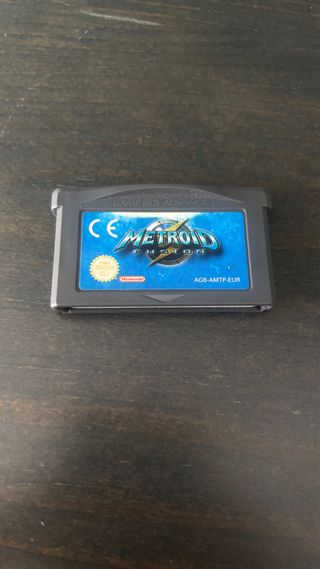 GAME BOY ADVANCE
CE
METROID
FUSION
Nintendo
AGB-AMTP-EUR